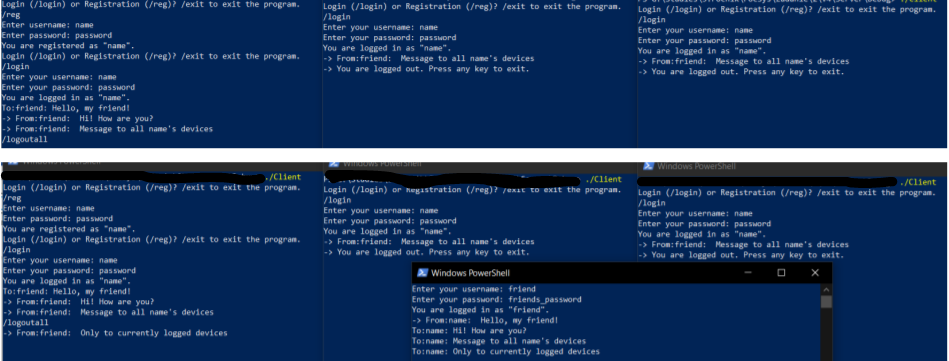 Login (/login) or Registration (/reg)? /exit to exit the program.
/reg
Enter username: name
Enter password: password
You are registered as "name".
Login (/login) or Registration (/reg)? /exit to exit the program.
/login
Enter your username: name
Enter your password: password
You are logged in as "name".
To:friend: Hello, my friend!
-> From:friend:  Hi! How are you?
-> From:friend:  Message to all name's devices
/logoutall
Login (/login) or Registration (/reg)? /exit to exit the program.
/login
Enter your username: name
Enter your password: password
You are logged in as "name".
-> From:friend:  Message to all name's devices
-> You are logged out. Press any key to exit.
Login (/login) or Registration (/reg)? /exit to exit the program.
/login
Enter your username: name
Enter your password: password
You are logged in as "name".
-> From:friend:  Message to all name's devices
-> You are logged out. Press any key to exit.
Windows PowerShell
./Client
Login (/login) or Registration (/reg)? /exit to exit the program.
/reg
Enter username: name
Enter password: password
You are registered as "name".
Login (/login) or Registration (/reg)? /exit to exit the program.
/login
Enter your username: name
Enter your password: password
You are logged in as "name".
To:friend: Hello, my friend!
-> From:friend:  Hi! How are you?
-> From:friend:  Message to all name's devices
/logoutall
-> From:friend:  Only to currently logged devices
Windows PowerShell
./Client
Login (/login) or Registration (/reg)? /exit to exit the program.
/login
Enter your username: name
Enter your password: password
You are logged in as "name".
-> From:friend:  Message to all name's devices
-> You are logged out. Press any key to exit.
Windows PowerShell
./Client
Login (/login) or Registration (/reg)? /exit to exit the program.
/login
Enter your username: name
Enter your password: password
You are logged in as "name".
-> From:friend:  Message to all name's devices
-> You are logged out. Press any key to exit.
Windows PowerShell
Enter your username: friend
Enter your password: friends_password
You are logged in as "friend".
-> From:name:  Hello, my friend!
To:name: Hi! How are you?
To:name: Message to all name's devices
To:name: Only to currently logged devices